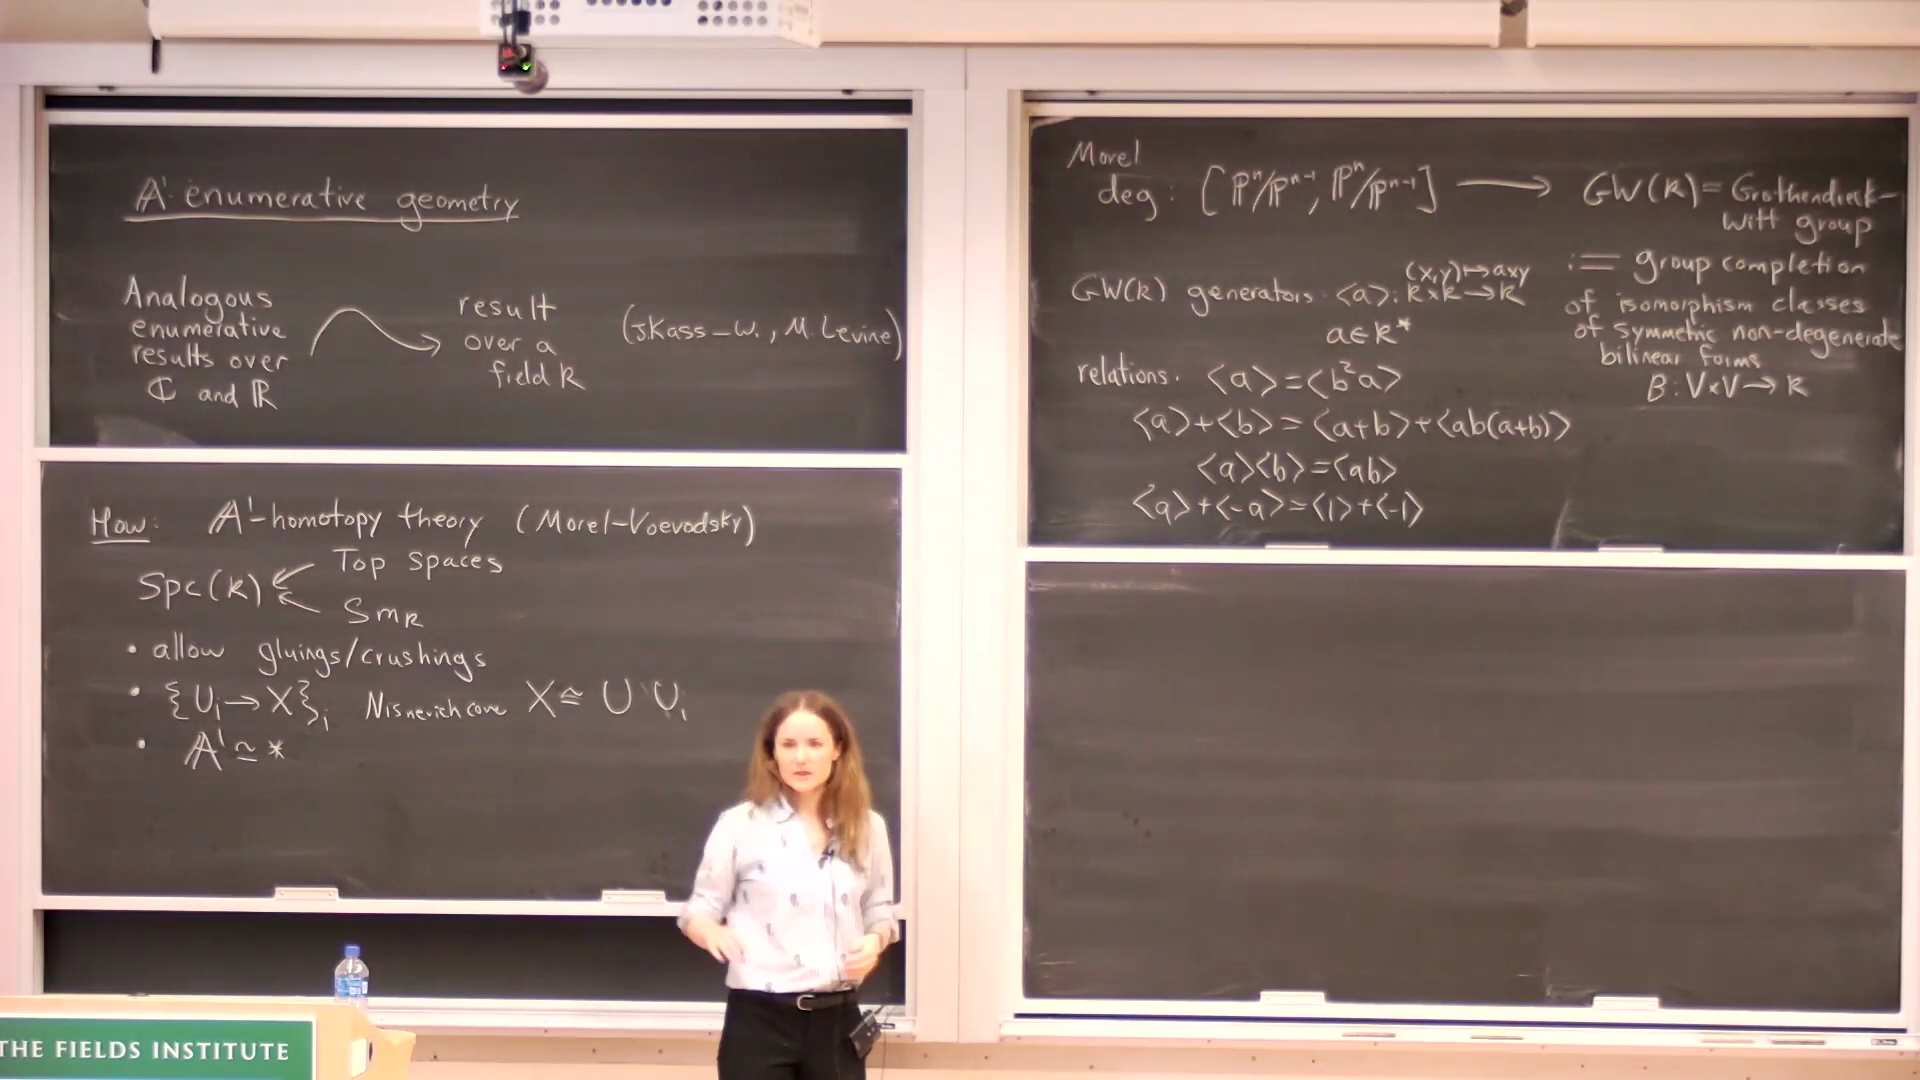 𝔸¹ enumerative geometry
Analogous
enumerative
results over
ℂ and ℝ
result
over a
field k
(J.Kass–W., M. Levine)
How: 𝔸¹-homotopy theory (Morel-Voevodsky)
Spc(k)
Top spaces
Smₖ
• allow gluings/crushings
• {Uᵢ → X}ᵢ Nisnevich cover X ≅ ∪ Uᵢ
• 𝔸¹ ≃ *
Morel
deg: [ℙⁿ/ℙⁿ⁻¹, ℙⁿ/ℙⁿ⁻¹] ⟶ GW(k) = Grothendieck-
Witt group
:= group completion
of isomorphism classes
of symmetric non-degenerate
bilinear forms
B: V×V → k
GW(k) generators: <a>: k×k → k
(x,y) ↦ axy
a∈k*
relations. <a> = <b²a>
<a>+<b> = <a+b>+<ab(a+b)>
<a><b> = <ab>
<a>+<-a> = <1>+<-1>
THE FIELDS INSTITUTE